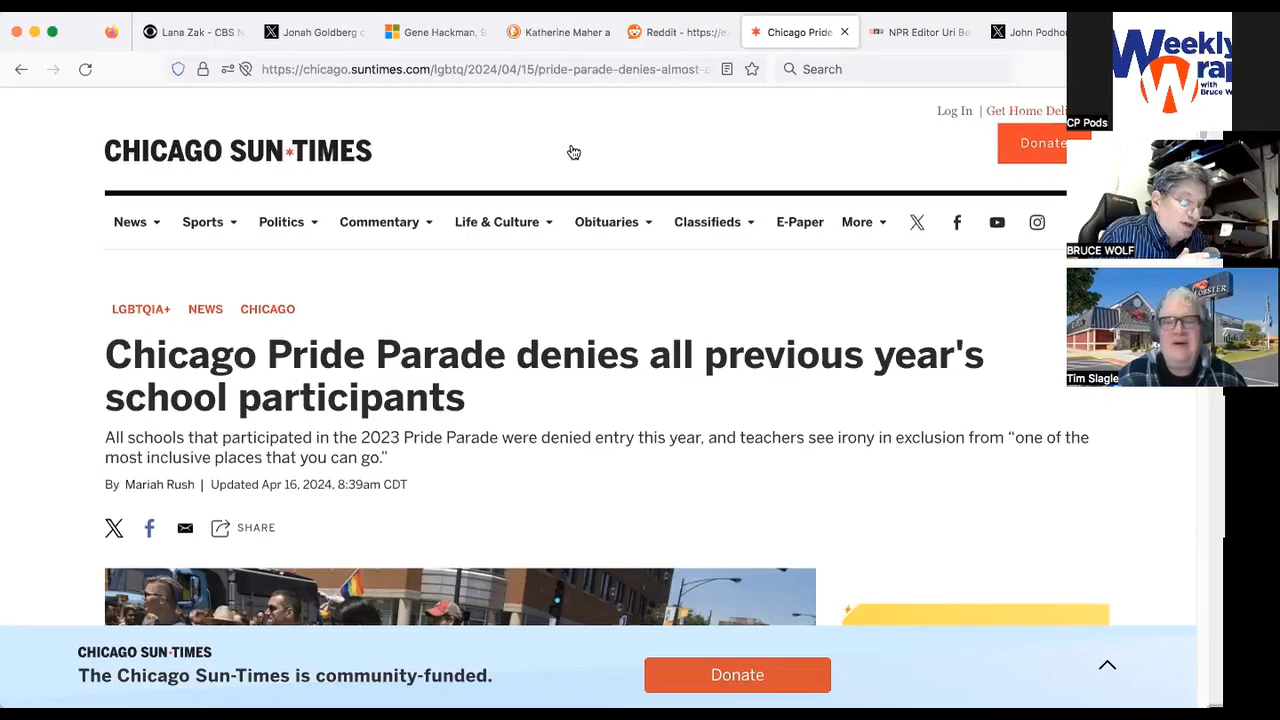 Lana Zak - CBS N
Jonah Goldberg
Gene Hackman, 9
Katherine Maher a
Reddit - https://e
Chicago Pride
NPR Editor Uri Be
John Podho
https://chicago.suntimes.com/lgbtq/2024/04/15/pride-parade-denies-almost-a
Search
Weekly
Wrap
with
Bruce W
CP Pods
Log In | Get Home Deli
CHICAGO SUN*TIMES
Donate
News
Sports
Politics
Commentary
Life & Culture
Obituaries
Classifieds
E-Paper
More
BRUCE WOLF
LOBSTER
Tim Slagle
LGBTQIA+ NEWS CHICAGO
Chicago Pride Parade denies all previous year's
school participants
All schools that participated in the 2023 Pride Parade were denied entry this year, and teachers see irony in exclusion from “one of the
most inclusive places that you can go.”
By Mariah Rush | Updated Apr 16, 2024, 8:39am CDT
SHARE
CHICAGO SUN*TIMES
The Chicago Sun-Times is community-funded.
Donate